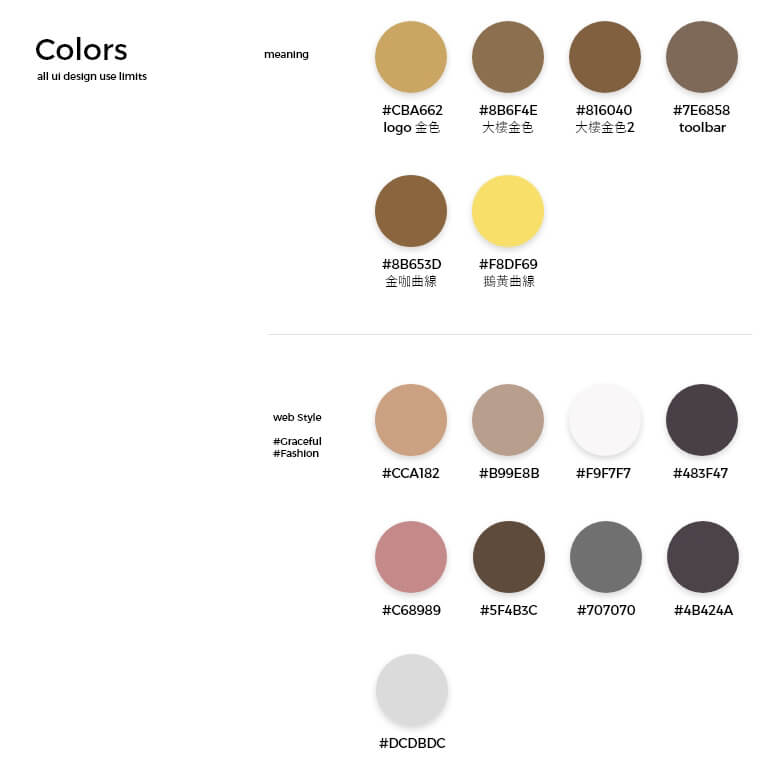 Colors
all ui design use limits
meaning
#CBA662
logo 金色
#8B6F4E
大樓金色
#816040
大樓金色2
#7E6858
toolbar
#8B653D
金咖曲線
#F8DF69
鵝黃曲線
web Style
#Graceful
#Fashion
#CCA182
#B99E8B
#F9F7F7
#483F47
#C68989
#5F4B3C
#707070
#4B424A
#DCDBDC